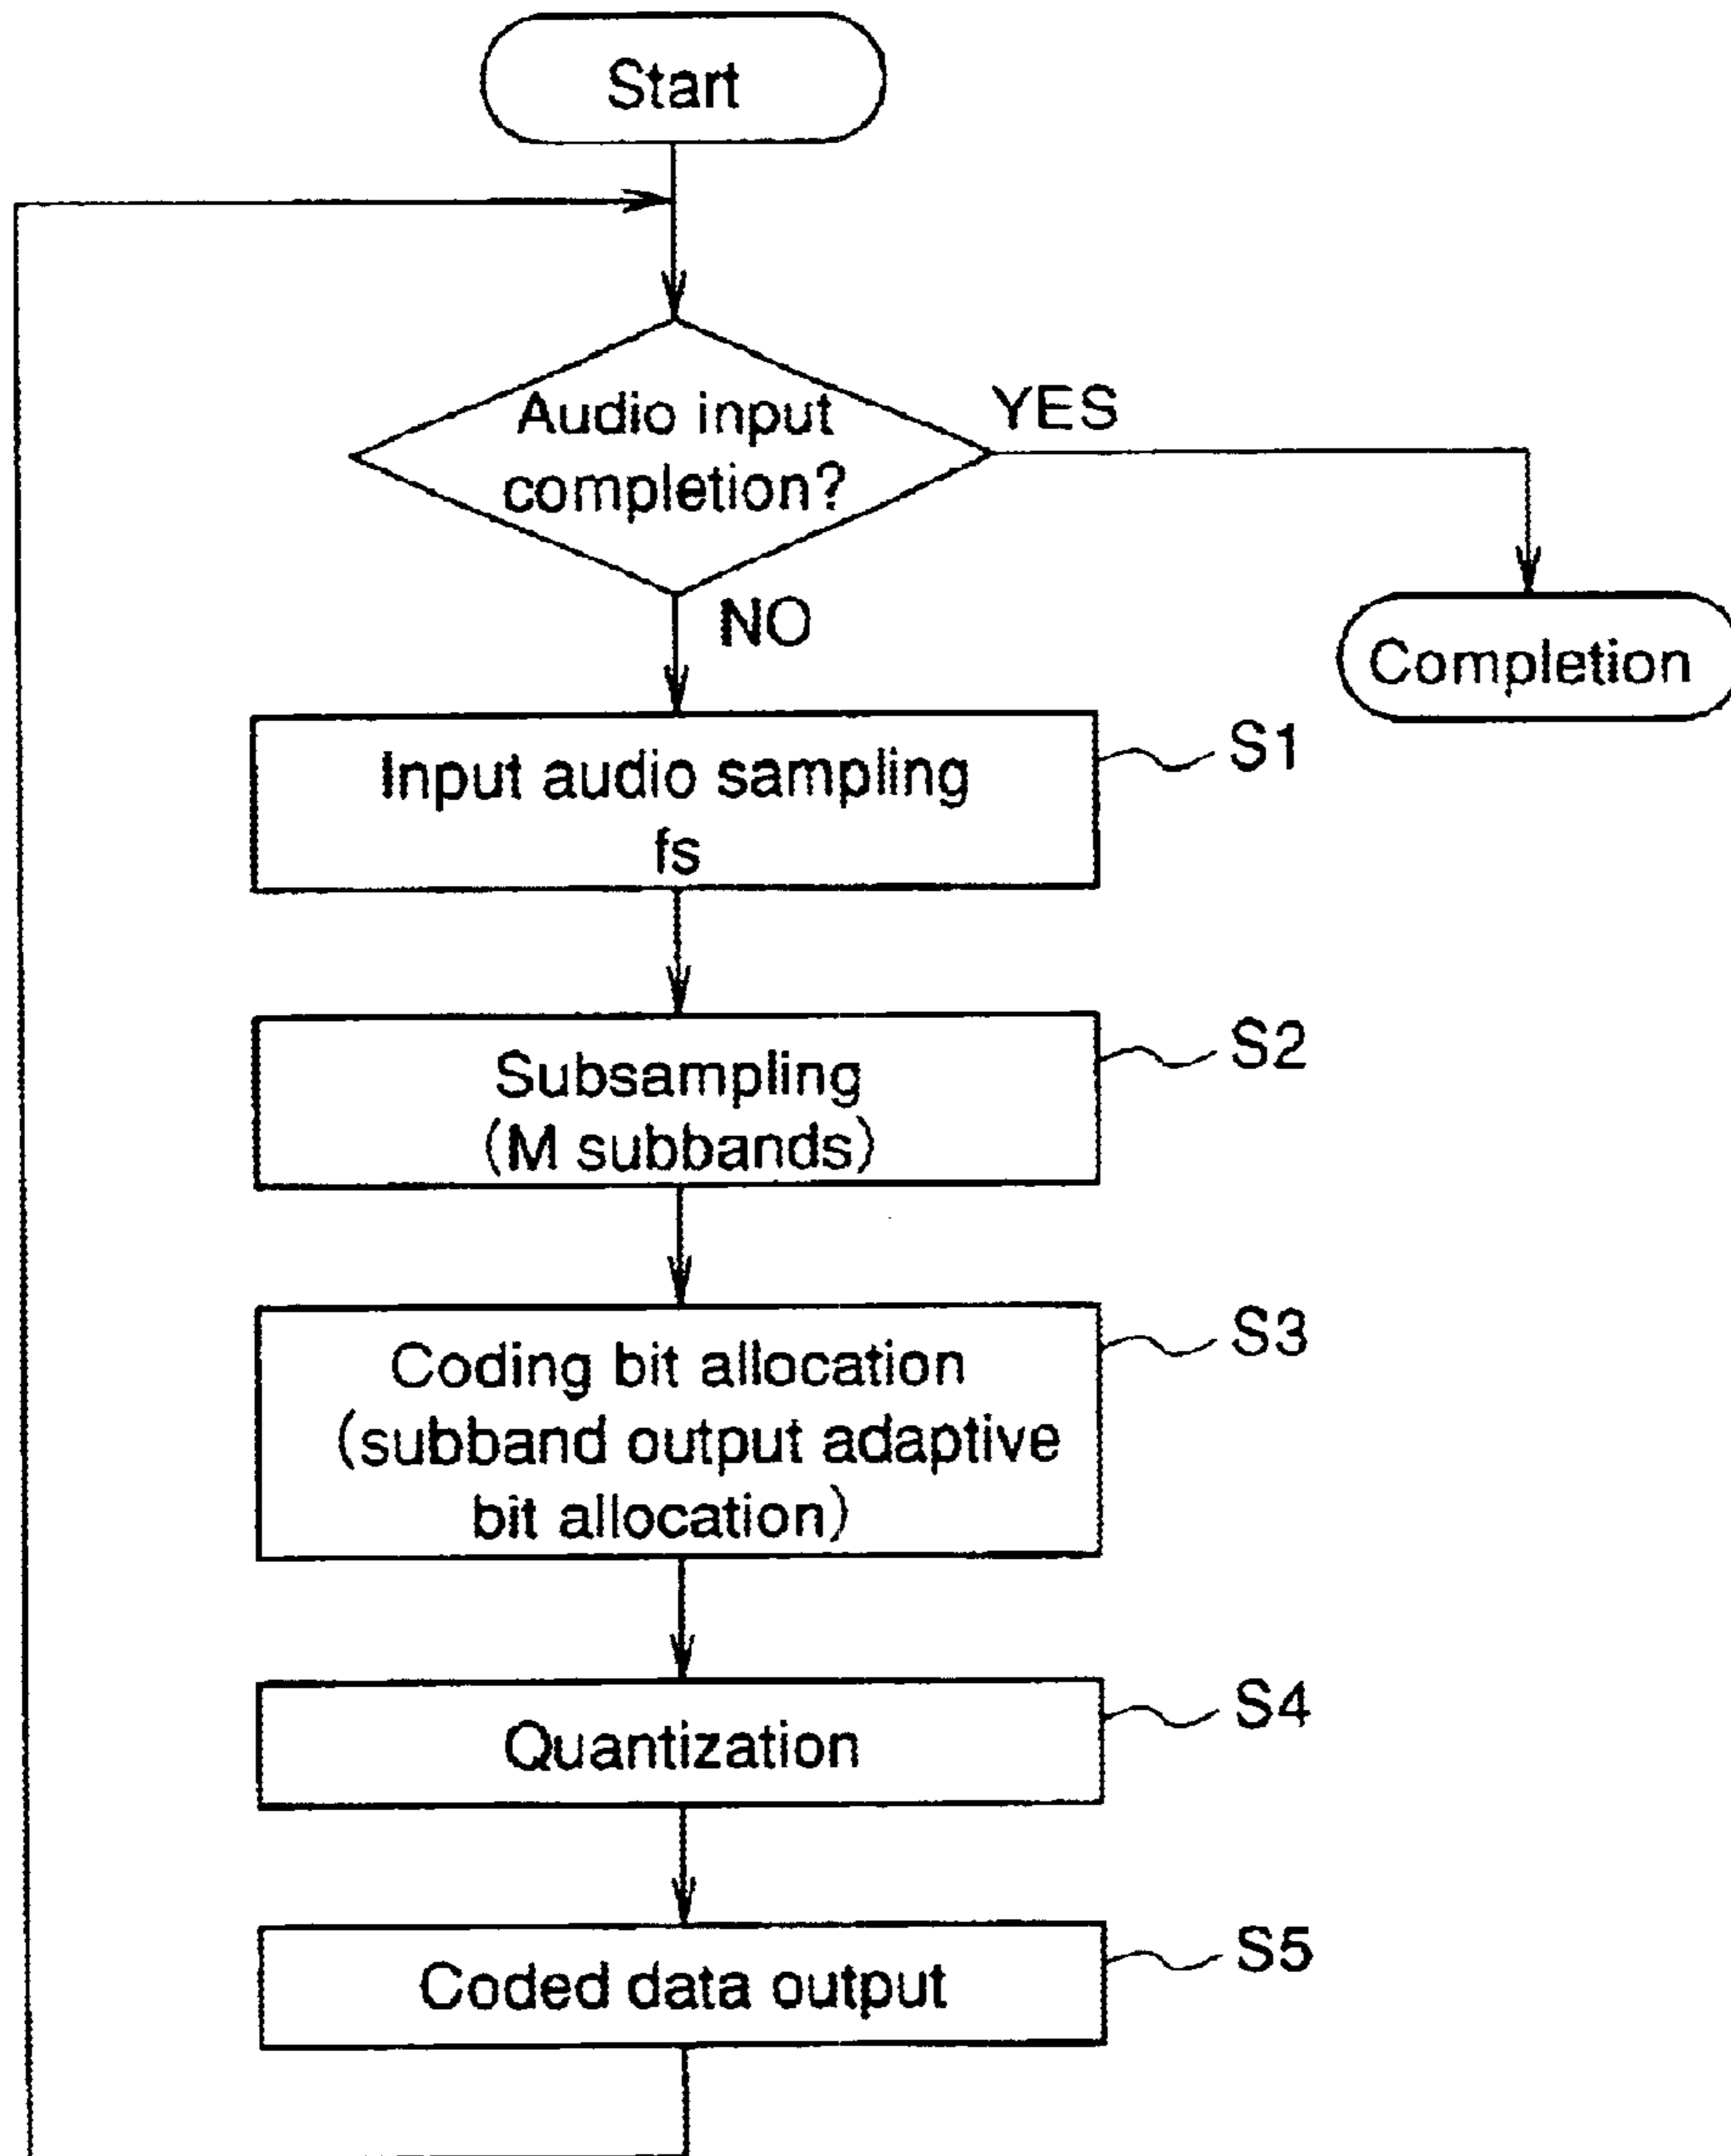 Start
Audio input
completion?
YES
NO
Completion
Input audio sampling
fs
S1
Subsampling
(M subbands)
S2
Coding bit allocation
(subband output adaptive
bit allocation)
S3
Quantization
S4
Coded data output
S5